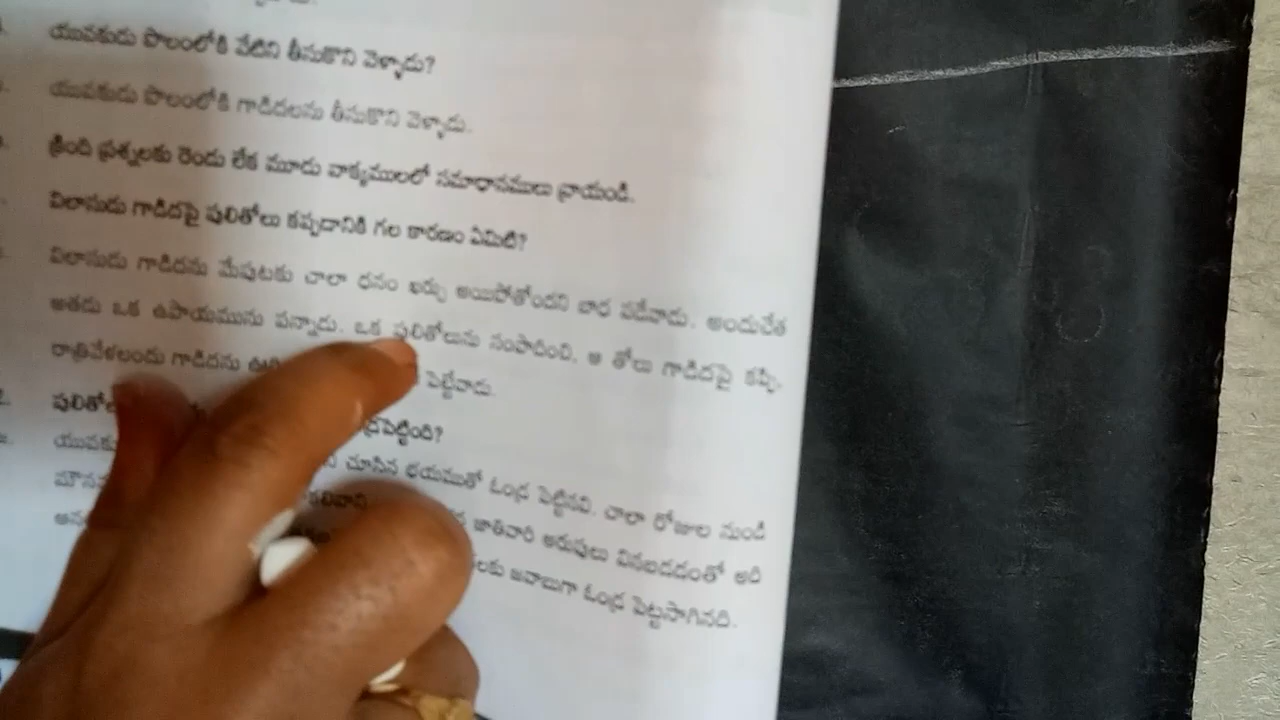 యువకుడు పొలంలోకి వేటిని తీసుకొని వెళ్ళాడు?
యువకుడు పొలంలోకి గాడిదలను తీసుకొని వెళ్ళాడు.
క్రింది ప్రశ్నలకు రెండు లేక మూడు వాక్యములలో సమాధానములు వ్రాయండి.
విలాసుడు గాడిదపై పులితోలు కప్పడానికి గల కారణం ఏమిటి?
విలాసుడు గాడిదను మేపుటకు చాలా ధనం ఖర్చు అయిపోతోందని బాధ పడేవాడు. అందుచేత
అతడు ఒక ఉపాయమును పన్నాడు. ఒక పులితోలును సంపాదించి, ఆ తోలు గాడిదపై కప్పి,
రాత్రివేళలందు గాడిదను పెట్టేవాడు.
2.
చూసిన భయముతో ఓండ్ర పెట్టినవి. చాలా రోజుల నుండి
జాతివారి అరుపులు వినబడడంతో అది
జవాబుగా ఓండ్ర పెట్టసాగినది.